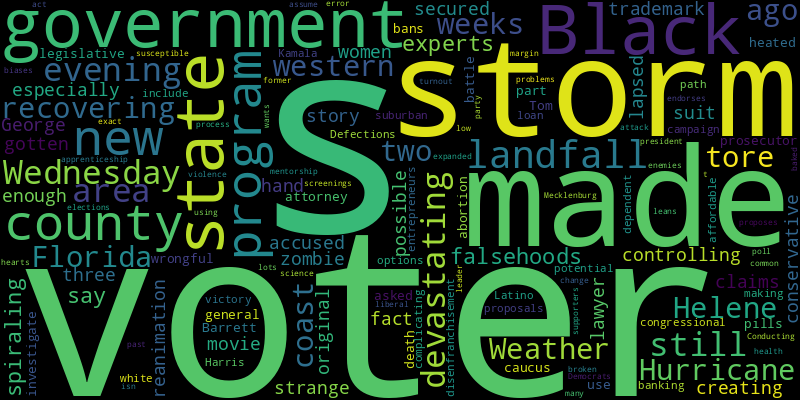 act
assume
error
secured
trademark
ago
government
bans
weeks
Black
heated
legislative
susceptible
Kamala
women
experts
storm
biases
evening
western
battle
margin
especially
include
former
turnout
problems
path
lapsed
recovering
state
program
S
story
suburban
part
Tom
loan
party
suit
George
exact
wants
Defections
low
campaign
prosecutor
gotten
new
process
attack
endorses
president
two
landfall
tore
apprenticeship
expanded
enemies
baked
Wednesday
violence
mentorship
screenings
made
area
hand
possible
entrepreneurs
devastating
abortion
Mecklenburg
dependent
leans
affordable
enough
attorney
elections
using
county
proposes
conservative
accused
falsehoods
controlling
Florida
wrongful
zombie
options
poll
common
hearts
three
lots
science
leader
potential
change
claims
voter
spiraling
say
reanimation
coast
original
asked
liberal
complicating
disenfranchisement
Latino
proposals
supporters
lawyer
making
investigate
victory
general
fact
Helene
pills
Barrett
congressional
Conducting
movie
death
Weather
still
past
Harris
health
caucus
broken
Hurricane
white
isn
strange
use
Democrats
banking
creating
many
t